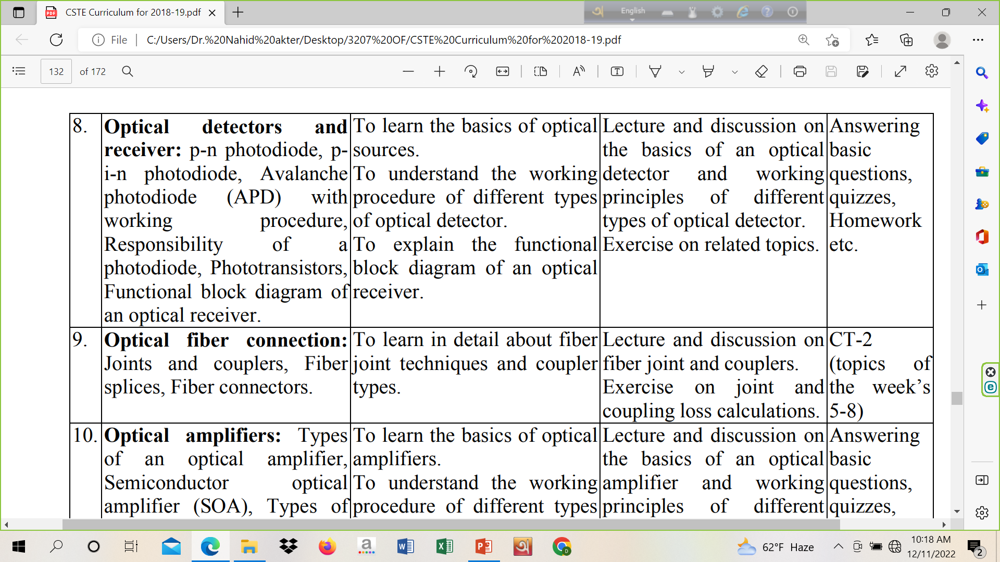 CSTE Curriculum for 2018-19.pdf
English
File
C:/Users/Dr.%20Nahid%20akter/Desktop/3207%20OF/CSTE%20Curriculum%20for%202018-19.pdf
132 of 172
8.
Optical detectors and
receiver: p-n photodiode, p-
i-n photodiode, Avalanche
photodiode (APD) with
working procedure,
Responsibility of a
photodiode, Phototransistors,
Functional block diagram of
an optical receiver.
To learn the basics of optical
sources.
To understand the working
procedure of different types
of optical detector.
To explain the functional
block diagram of an optical
receiver.
Lecture and discussion on
the basics of an optical
detector and working
principles of different
types of optical detector.
Exercise on related topics.
Answering
basic
questions,
quizzes,
Homework
etc.
9.
Optical fiber connection:
Joints and couplers, Fiber
splices, Fiber connectors.
To learn in detail about fiber
joint techniques and coupler
types.
Lecture and discussion on
fiber joint and couplers.
Exercise on joint and
coupling loss calculations.
CT-2
(topics of
the week’s
5-8)
10.
Optical amplifiers: Types
of an optical amplifier,
Semiconductor optical
amplifier (SOA), Types of
To learn the basics of optical
amplifiers.
To understand the working
procedure of different types
Lecture and discussion on
the basics of an optical
amplifier and working
principles of different
Answering
basic
questions,
quizzes,
62°F Haze
10:18 AM
12/11/2022
2